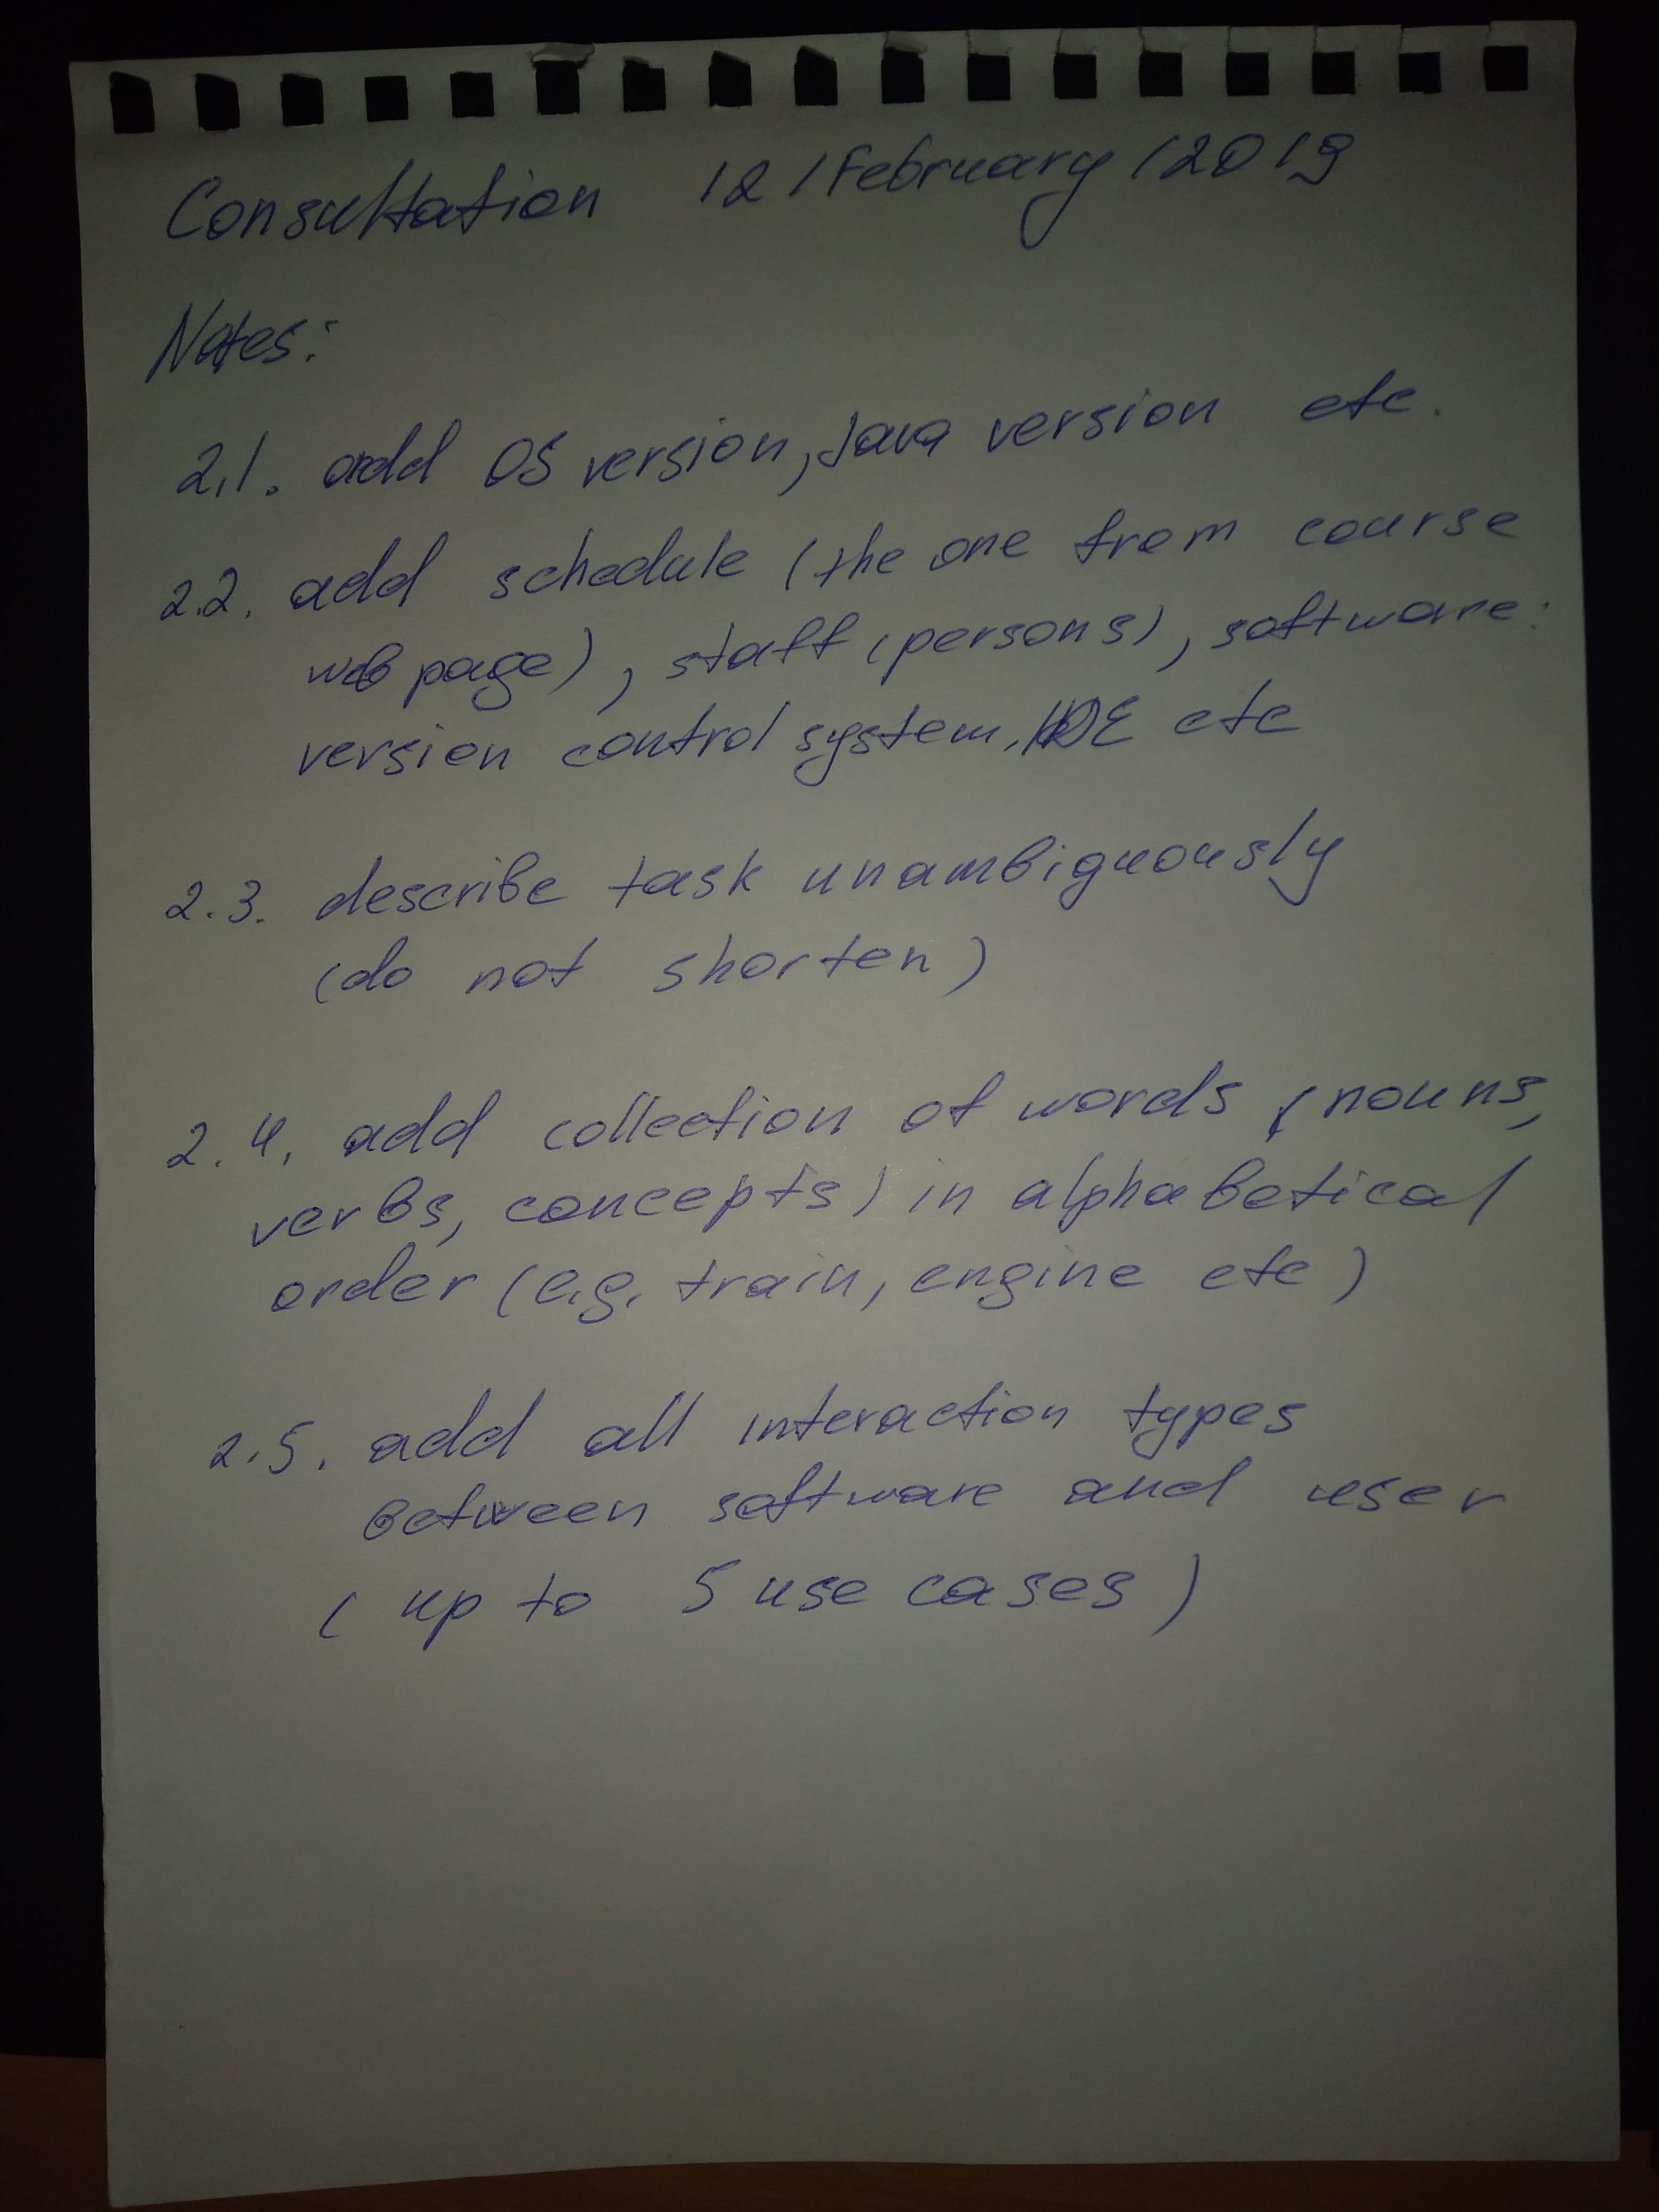 Consultation 12/February/2019
Notes:
2.1. add OS version, Java version etc.
2.2. add schedule (the one from course
web page), staff (persons), software:
version control system, IDE etc
2.3. describe task unambiguously
(do not shorten)
2.4. add collection of words (nouns,
verbs, concepts) in alphabetical
order (e.g. train, engine etc)
2.5. add all interaction types
between software and user
(up to 5 use cases)